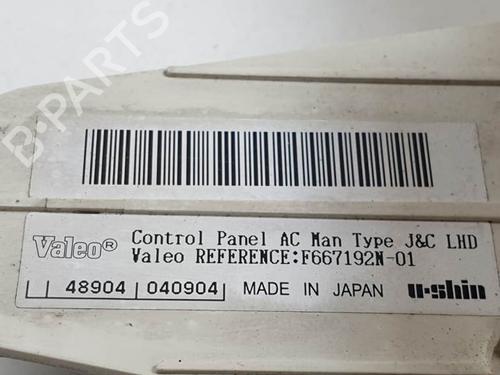 B-PARTS
Valeo® Control Panel AC Man Type J&C LHD
Valeo REFERENCE:F667192N-01
48904 040904 MADE IN JAPAN u-shin